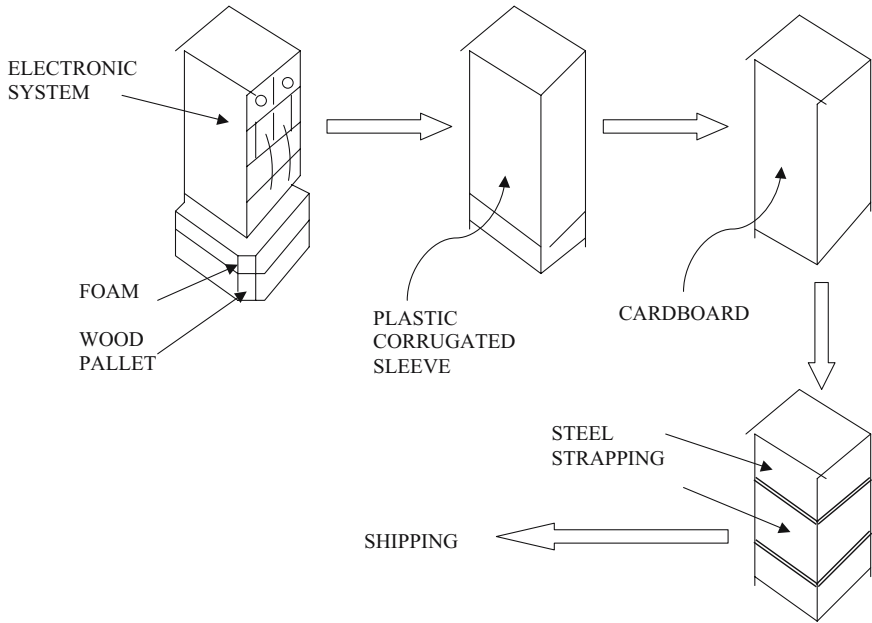 ELECTRONIC
SYSTEM
FOAM
WOOD
PALLET
PLASTIC
CORRUGATED
SLEEVE
CARDBOARD
STEEL
STRAPPING
SHIPPING